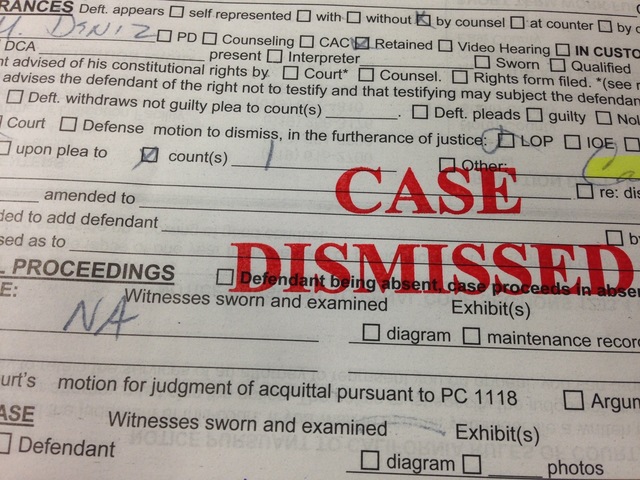 RANCES Deft. appears ☐ self represented ☐ with ☐ without ☒ by counsel ☐ at counter ☐ by c
DENIZ ☐ PD ☐ Counseling ☐ CAC ☑ Retained ☐ Video Hearing ☐ IN CUSTO
DCA present ☐ Interpreter ☐ Sworn ☐ Qualified
nt advised of his constitutional rights by ☐ Court* ☐ Counsel. ☐ Rights form filed. *(see r
advises the defendant of the right not to testify and that testifying may subject the defendan
☐ Deft. withdraws not guilty plea to count(s) ☐ Deft. pleads ☐ guilty ☐ Nol
Court ☐ Defense motion to dismiss, in the furtherance of justice: ☐ LOP ☐ IOE ☐
upon plea to ☑ count(s) 1 ☐ Other:
amended to ☐ re: dis
CASE
ded to add defendant
sed as to ☐ b
DISMISSED
L PROCEEDINGS ☐ Defendant being absent, case proceeds in absen
E: Witnesses sworn and examined Exhibit(s)
NA
☐ diagram ☐ maintenance record
urt's motion for judgment of acquittal pursuant to PC 1118 ☐ Argum
ASE Witnesses sworn and examined Exhibit(s)
☐ Defendant
☐ diagram ☐ photos